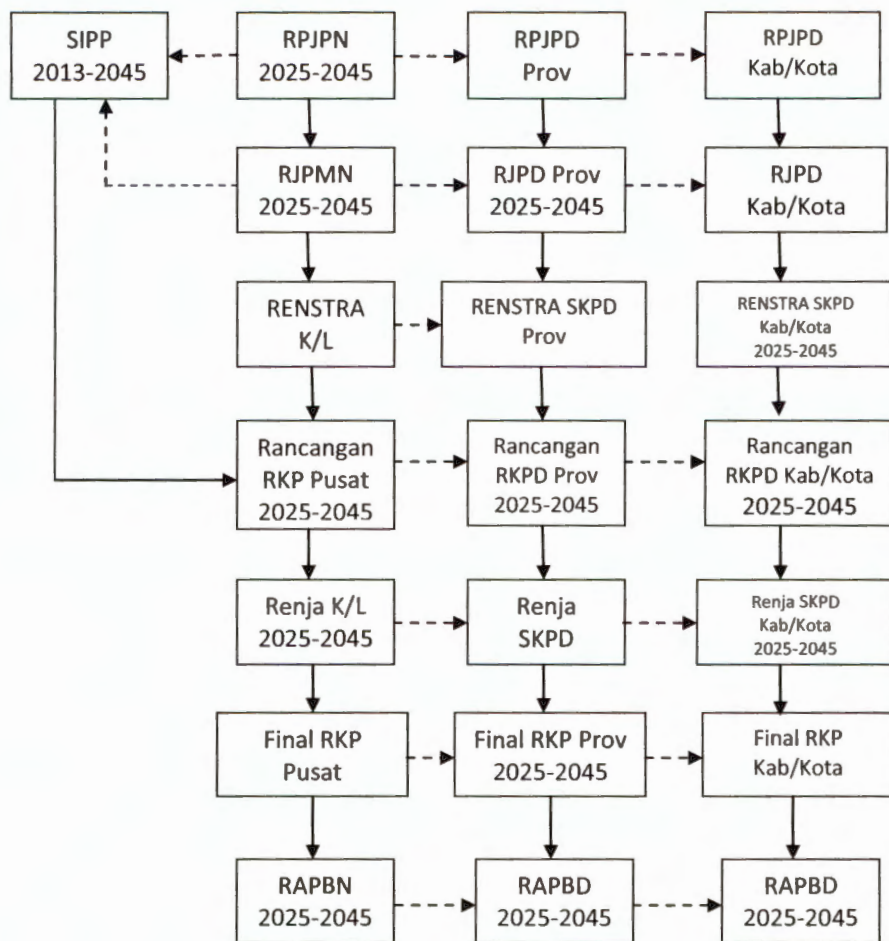 SIPP
2013-2045
RPJPN
2025-2045
RPJPD
Prov
RPJPD
Kab/Kota
RJPMN
2025-2045
RJPD Prov
2025-2045
RJPD
Kab/Kota
RENSTRA
K/L
RENSTRA SKPD
Prov
RENSTRA SKPD
Kab/Kota
2025-2045
Rancangan
RKP Pusat
2025-2045
Rancangan
RKPD Prov
2025-2045
Rancangan
RKPD Kab/Kota
2025-2045
Renja K/L
2025-2045
Renja
SKPD
Renja SKPD
Kab/Kota
2025-2045
Final RKP
Pusat
Final RKP Prov
2025-2045
Final RKP
Kab/Kota
RAPBN
2025-2045
RAPBD
2025-2045
RAPBD
2025-2045